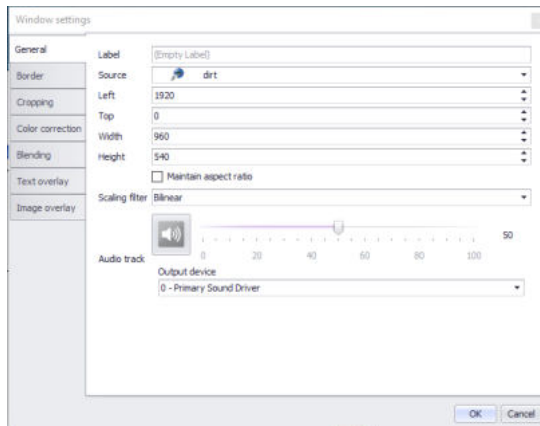 Window settings
General
Border
Cropping
Color correction
Blending
Text overlay
Image overlay
Label (Empty Label)
Source dirt
Left 1920
Top 0
Width 960
Height 540
Maintain aspect ratio
Scaling filter Bilinear
50
0 20 40 60 80 100
Audio track
Output device
0 - Primary Sound Driver
OK Cancel